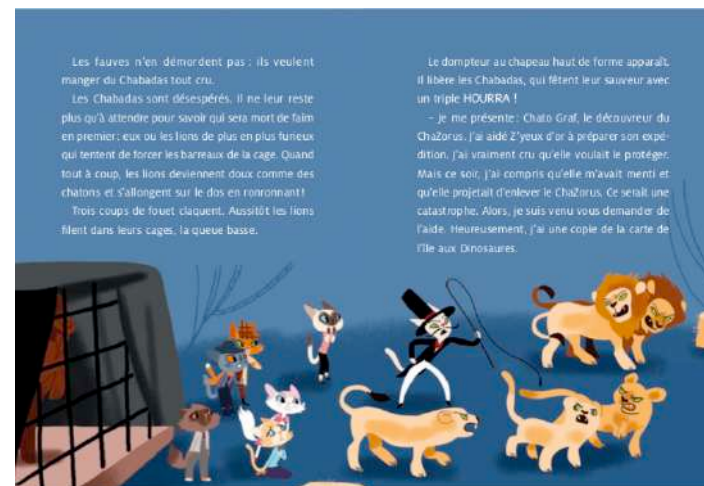 Les fauves n'en démordent pas : ils veulent
manger du Chabadas tout cru.
Les Chabadas sont désespérés. Il ne leur reste
plus qu'à attendre pour savoir qui sera mort de faim
en premier : eux ou les lions de plus en plus furieux
qui tentent de forcer les barreaux de la cage. Quand
tout à coup, les lions deviennent doux comme des
chatons et s'allongent sur le dos en ronronnant !
Trois coups de fouet claquent. Aussitôt les lions
filent dans leurs cages, la queue basse.
Le dompteur au chapeau haut de forme apparaît.
Il libère les Chabadas, qui fêtent leur sauveur avec
un triple HOURRA !
– Je me présente : Chato Graf, le découvreur du
ChaZorus. J'ai aidé Z'yeux d'or à préparer son expé-
dition. J'ai vraiment cru qu'elle voulait le protéger.
Mais ce soir, j'ai compris qu'elle m'avait menti et
qu'elle projetait d'enlever le ChaZorus. Ce serait une
catastrophe. Alors, je suis venu vous demander de
l'aide. Heureusement, j'ai une copie de la carte de
l'île aux Dinosaures.